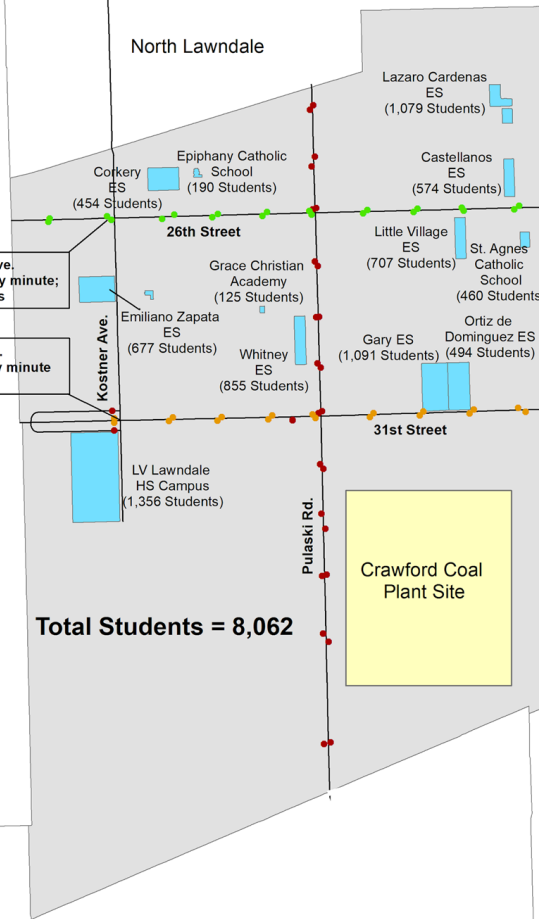 North Lawndale
Lazaro Cardenas
ES
(1,079 Students)
Corkery
ES
(454 Students)
Epiphany Catholic
School
(190 Students)
Castellanos
ES
(574 Students)
26th Street
Little Village
ES
(707 Students)
St. Agnes
Catholic
School
(460 Students
ve.
y minute;
s
Grace Christian
Academy
(125 Students)
Emiliano Zapata
ES
(677 Students)
Kostner Ave.
Whitney
ES
(855 Students)
Gary ES
(1,091 Students)
Ortiz de
Dominguez ES
(494 Students)
y minute
31st Street
LV Lawndale
HS Campus
(1,356 Students)
Pulaski Rd.
Crawford Coal
Plant Site
Total Students = 8,062